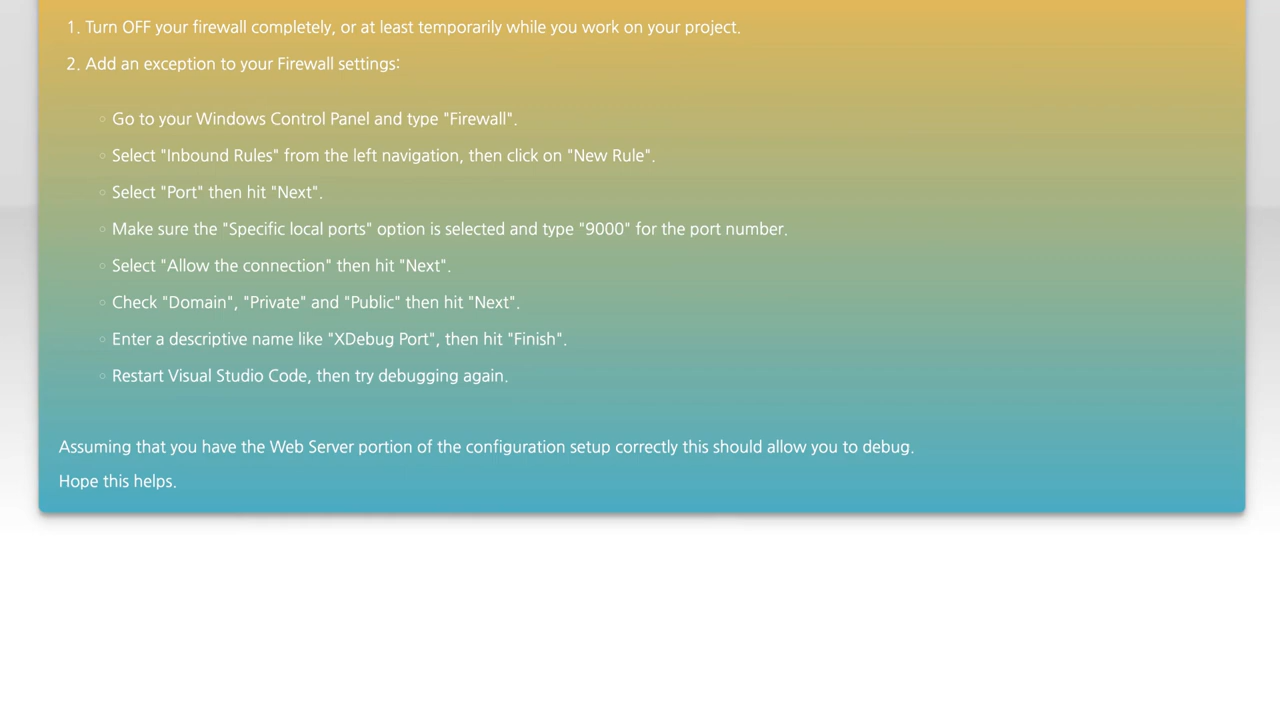 1. Turn OFF your firewall completely, or at least temporarily while you work on your project.
2. Add an exception to your Firewall settings:
○ Go to your Windows Control Panel and type "Firewall".
○ Select "Inbound Rules" from the left navigation, then click on "New Rule".
○ Select "Port" then hit "Next".
○ Make sure the "Specific local ports" option is selected and type "9000" for the port number.
○ Select "Allow the connection" then hit "Next".
○ Check "Domain", "Private" and "Public" then hit "Next".
○ Enter a descriptive name like "XDebug Port", then hit "Finish".
○ Restart Visual Studio Code, then try debugging again.
Assuming that you have the Web Server portion of the configuration setup correctly this should allow you to debug.
Hope this helps.